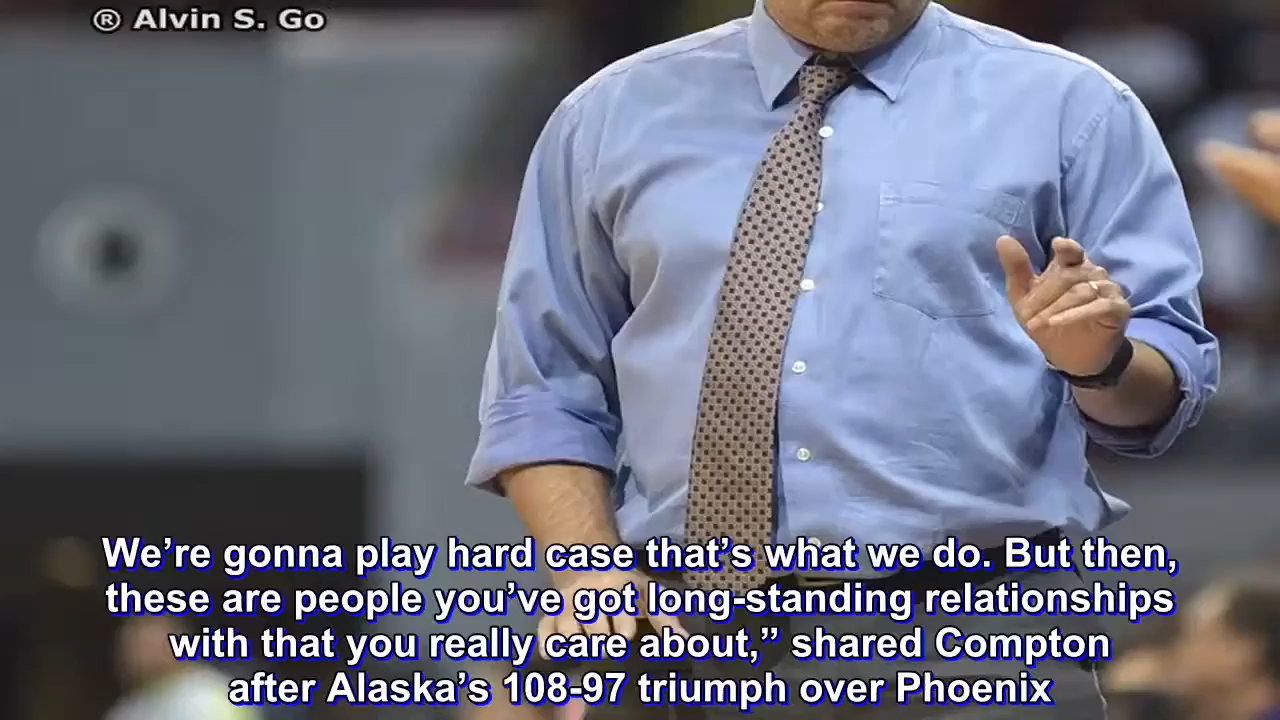 ® Alvin S. Go
We’re gonna play hard case that’s what we do. But then,
these are people you’ve got long-standing relationships
with that you really care about,” shared Compton
after Alaska’s 108-97 triumph over Phoenix